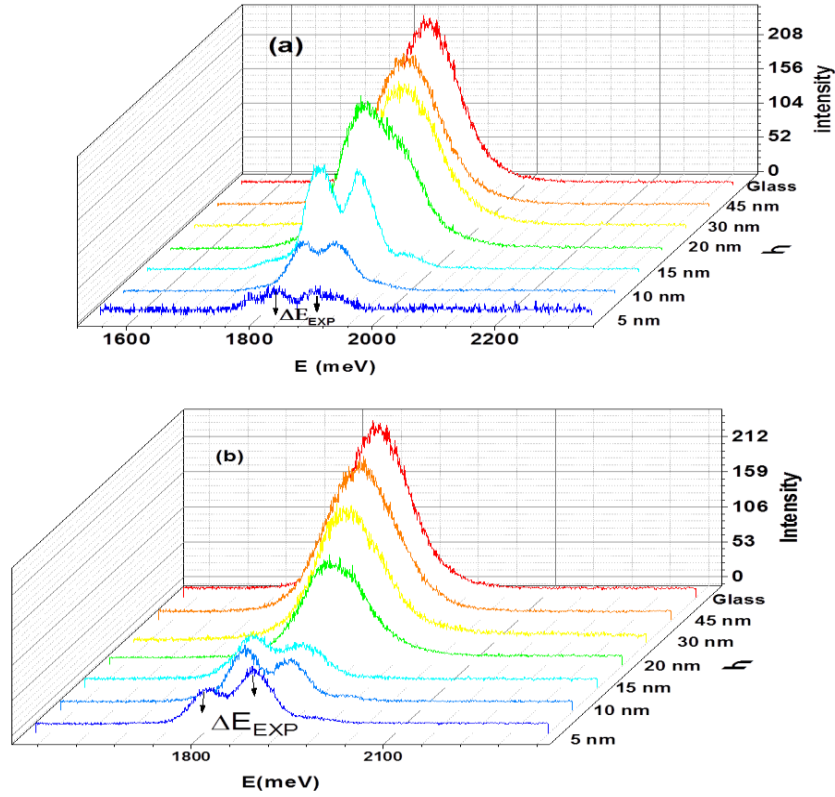 (a)
208
156
104
52
0
intensity
Glass
45 nm
30 nm
20 nm
15 nm
10 nm
5 nm
h
ΔE_EXP
1600
1800
2000
2200
E (meV)
(b)
212
159
106
53
0
Intensity
Glass
45 nm
30 nm
20 nm
15 nm
10 nm
5 nm
h
ΔE_EXP
1800
2100
E(meV)